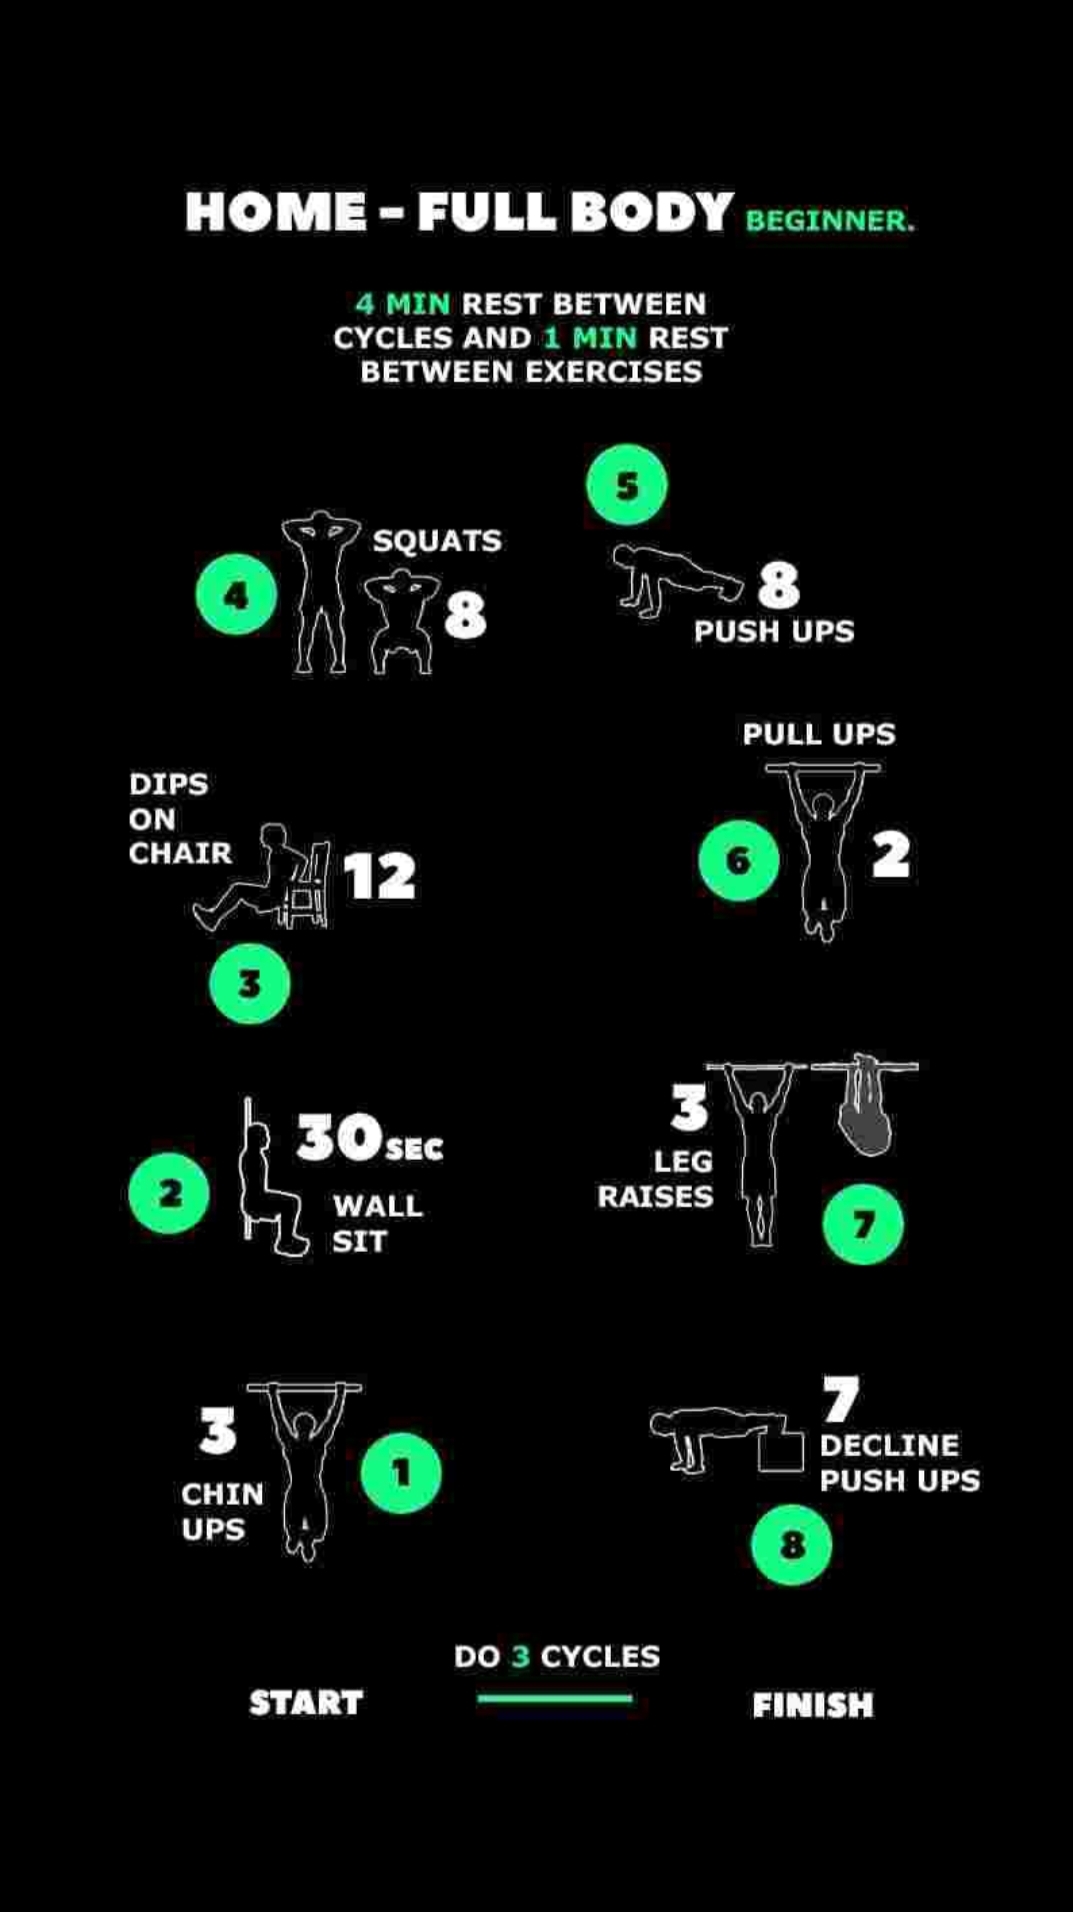 HOME - FULL BODY BEGINNER.
4 MIN REST BETWEEN
CYCLES AND 1 MIN REST
BETWEEN EXERCISES
5
SQUATS
4
8
8
PUSH UPS
PULL UPS
DIPS
ON
CHAIR
12
6
2
3
3
LEG
RAISES
7
30SEC
2
WALL
SIT
3
CHIN
UPS
1
7
DECLINE
PUSH UPS
8
DO 3 CYCLES
START
FINISH